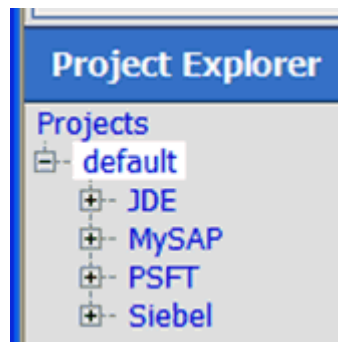 Project Explorer
Projects
default
JDE
MySAP
PSFT
Siebel